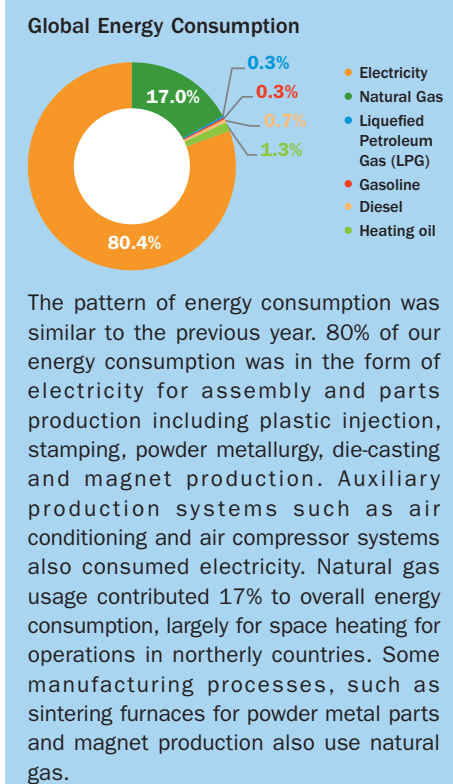 Global Energy Consumption
0.3%
17.0%
0.3%
0.7%
1.3%
80.4%
Electricity
Natural Gas
Liquefied
Petroleum
Gas (LPG)
Gasoline
Diesel
Heating oil
The pattern of energy consumption was
similar to the previous year. 80% of our
energy consumption was in the form of
electricity for assembly and parts
production including plastic injection,
stamping, powder metallurgy, die-casting
and magnet production. Auxiliary
production systems such as air
conditioning and air compressor systems
also consumed electricity. Natural gas
usage contributed 17% to overall energy
consumption, largely for space heating for
operations in northerly countries. Some
manufacturing processes, such as
sintering furnaces for powder metal parts
and magnet production also use natural
gas.